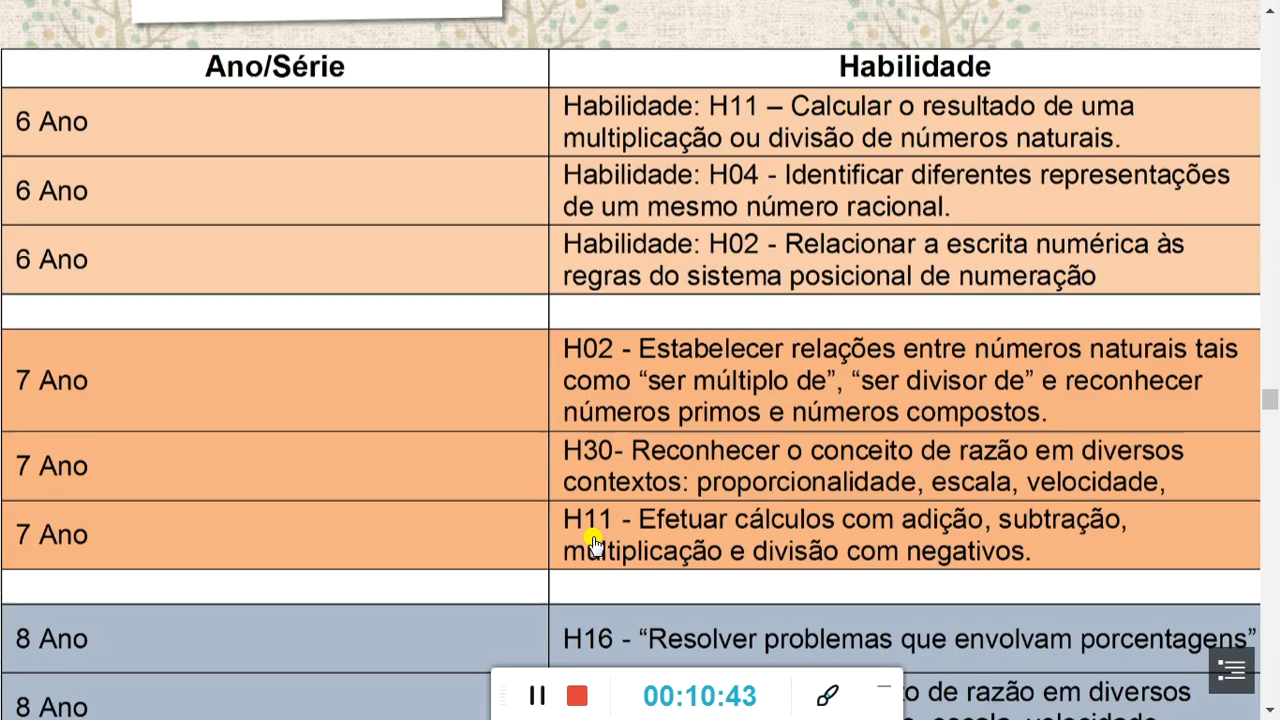 Ano/Série
Habilidade
6 Ano
Habilidade: H11 – Calcular o resultado de uma
multiplicação ou divisão de números naturais.
6 Ano
Habilidade: H04 - Identificar diferentes representações
de um mesmo número racional.
6 Ano
Habilidade: H02 - Relacionar a escrita numérica às
regras do sistema posicional de numeração
7 Ano
H02 - Estabelecer relações entre números naturais tais
como “ser múltiplo de”, “ser divisor de” e reconhecer
números primos e números compostos.
7 Ano
H30- Reconhecer o conceito de razão em diversos
contextos: proporcionalidade, escala, velocidade,
7 Ano
H11 - Efetuar cálculos com adição, subtração,
multiplicação e divisão com negativos.
8 Ano
H16 - “Resolver problemas que envolvam porcentagens”
8 Ano
de razão em diversos
00:10:43